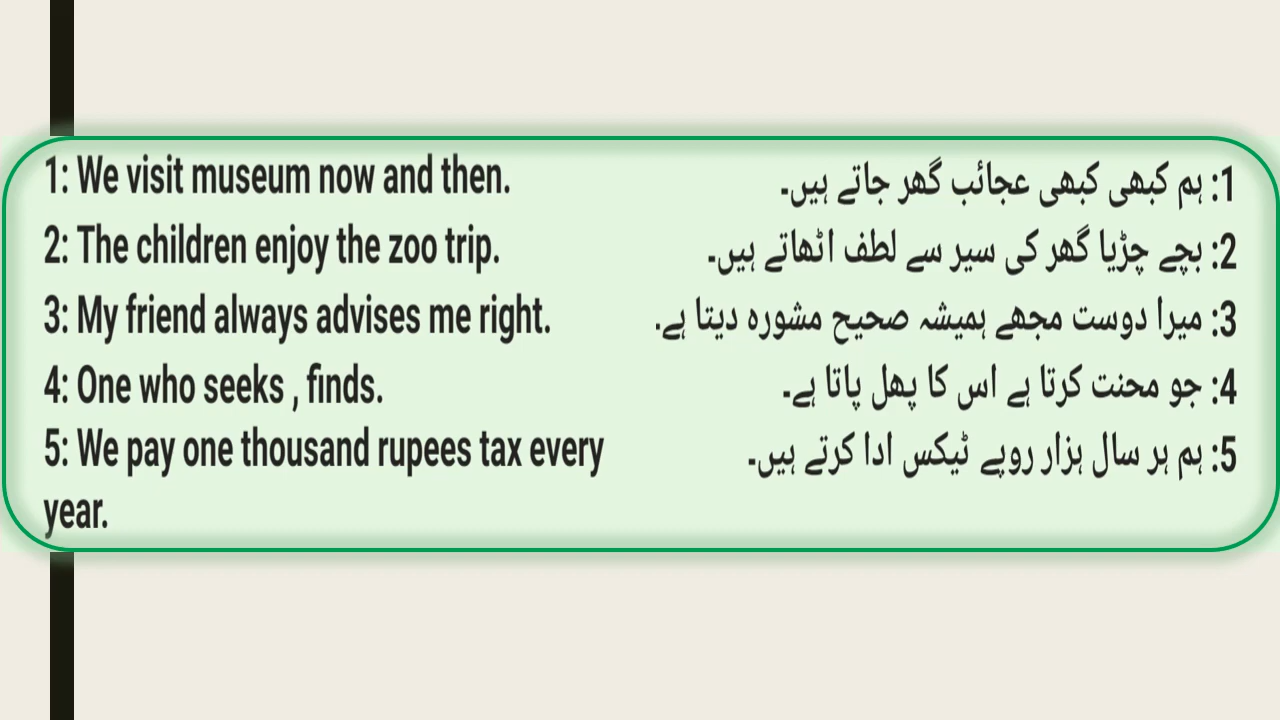 1: We visit museum now and then.
1: ہم کبھی کبھی عجائب گھر جاتے ہیں۔
2: The children enjoy the zoo trip.
2: بچے چڑیا گھر کی سیر سے لطف اٹھاتے ہیں۔
3: My friend always advises me right.
3: میرا دوست مجھے ہمیشہ صحیح مشورہ دیتا ہے.
4: One who seeks , finds.
4: جو محنت کرتا ہے اس کا پھل پاتا ہے۔
5: We pay one thousand rupees tax every
5: ہم ہر سال ہزار روپے ٹیکس ادا کرتے ہیں۔
year.